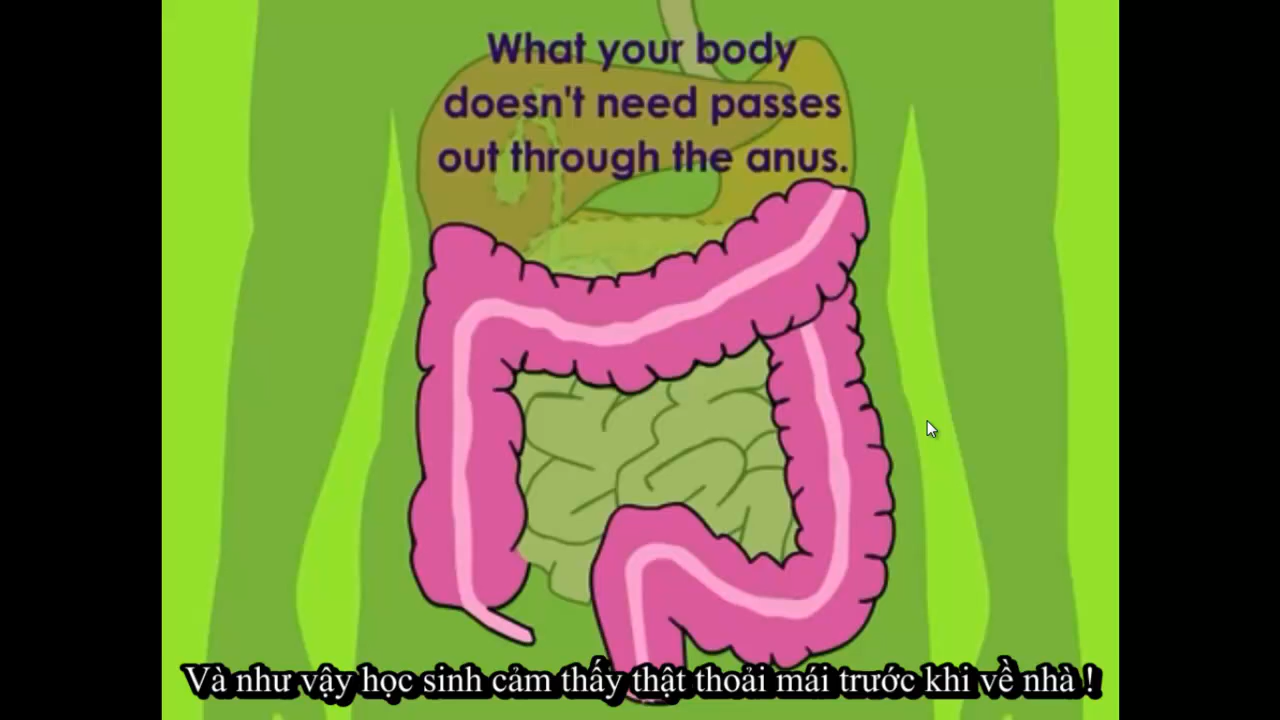 What your body
doesn't need passes
out through the anus.
Và như vậy học sinh cảm thấy thật thoải mái trước khi về nhà !